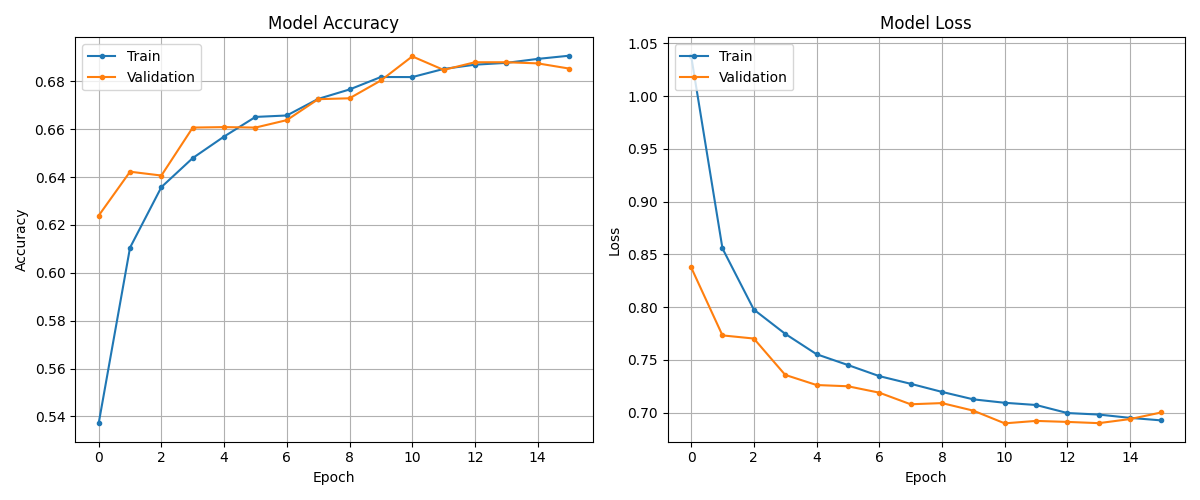 Model Accuracy
Train
Validation
0.68
0.66
0.64
0.62
0.60
0.58
0.56
0.54
Accuracy
0 2 4 6 8 10 12 14
Epoch
Model Loss
Train
Validation
1.05
1.00
0.95
0.90
0.85
0.80
0.75
0.70
Loss
0 2 4 6 8 10 12 14
Epoch